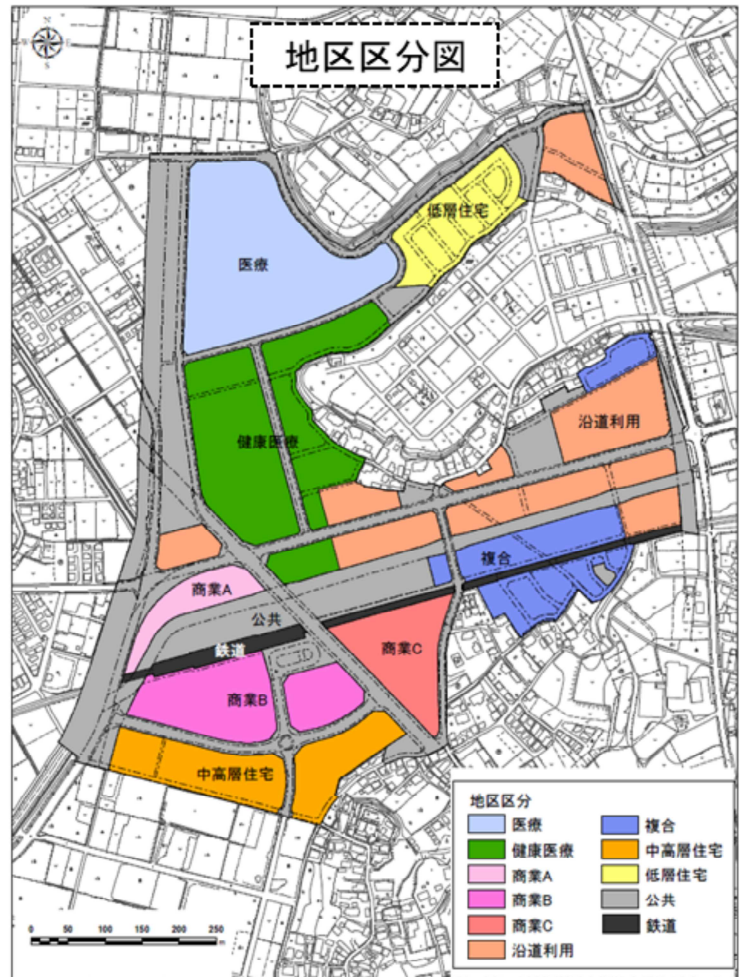 地区区分図
N
W
E
S
低層住宅
医療
沿道利用
健康医療
複合
商業A
公共
鉄道
商業C
商業B
中高層住宅
地区区分
医療
健康医療
商業A
商業B
商業C
沿道利用
複合
中高層住宅
低層住宅
公共
鉄道
0 50 100 150 200 250
m